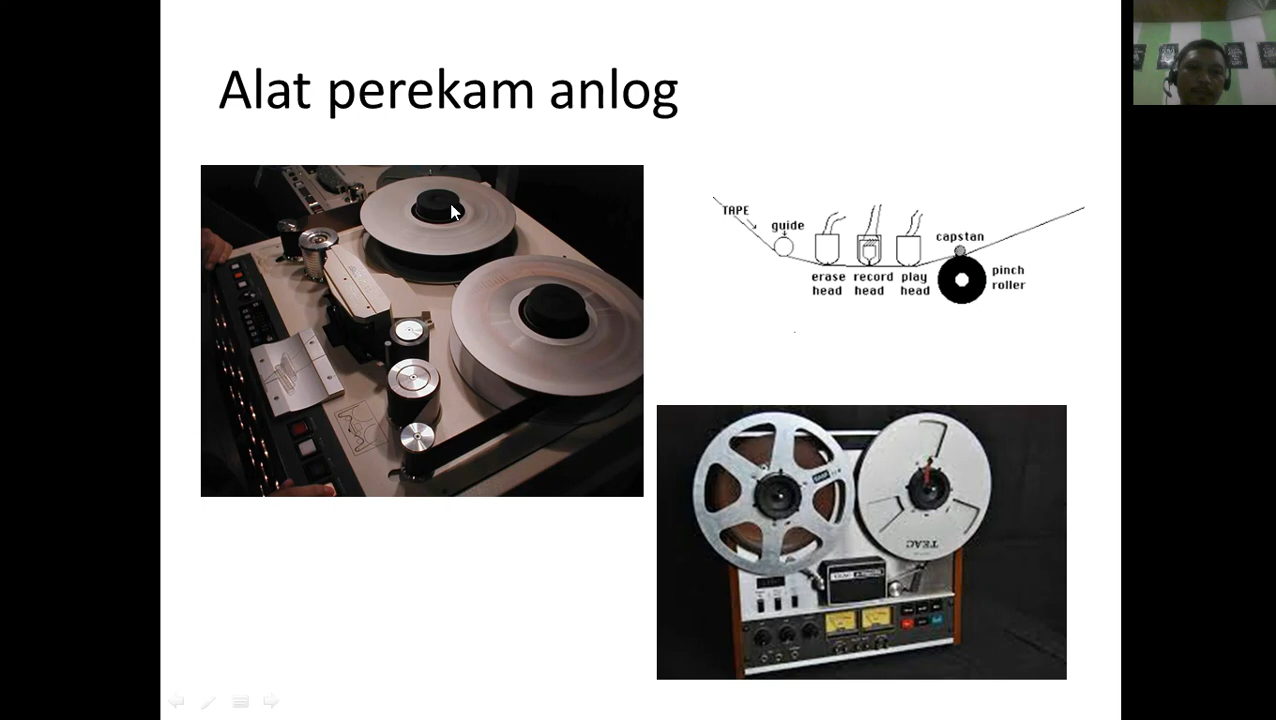 Alat perekam anlog
TAPE
guide
erase
head
record
head
play
head
capstan
pinch
roller
TEAC